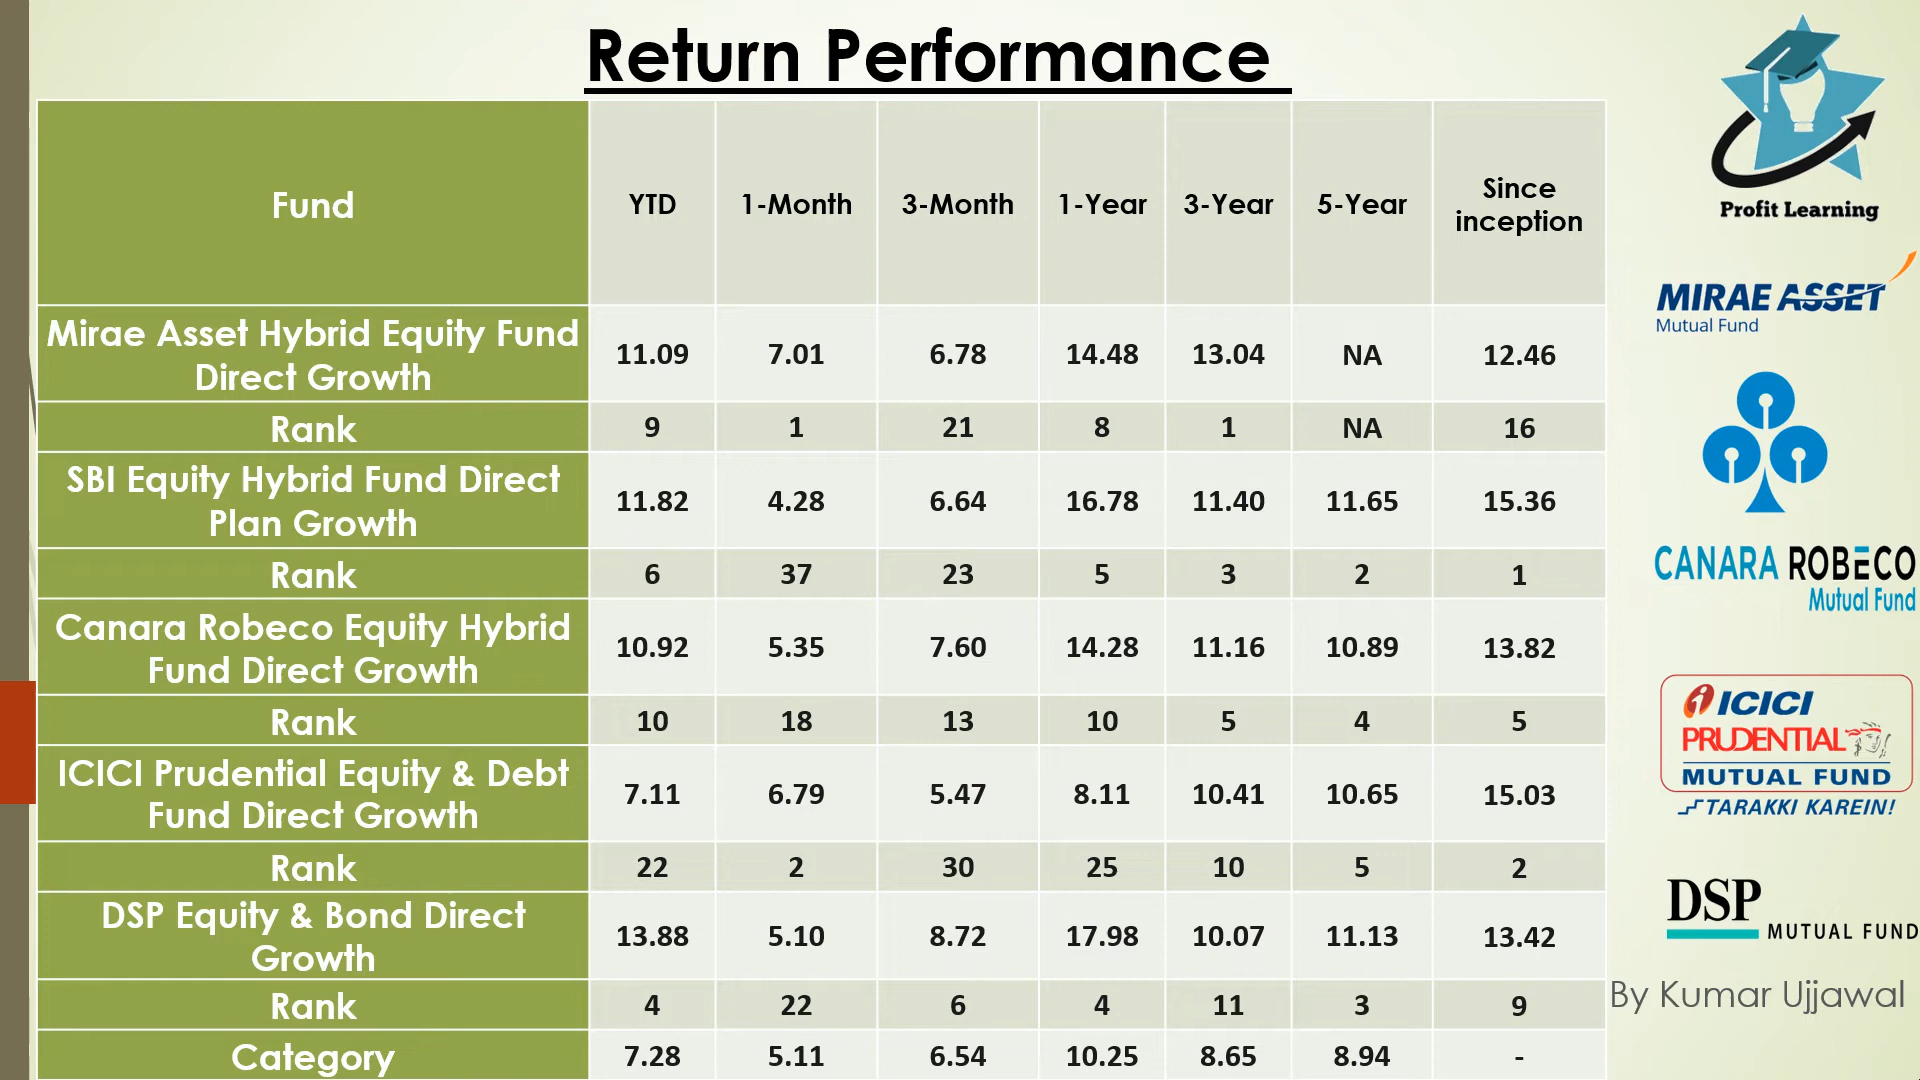 Return Performance
Fund YTD 1-Month 3-Month 1-Year 3-Year 5-Year Since
inception
Mirae Asset Hybrid Equity Fund
Direct Growth 11.09 7.01 6.78 14.48 13.04 NA 12.46
Rank 9 1 21 8 1 NA 16
SBI Equity Hybrid Fund Direct
Plan Growth 11.82 4.28 6.64 16.78 11.40 11.65 15.36
Rank 6 37 23 5 3 2 1
Canara Robeco Equity Hybrid
Fund Direct Growth 10.92 5.35 7.60 14.28 11.16 10.89 13.82
Rank 10 18 13 10 5 4 5
ICICI Prudential Equity & Debt
Fund Direct Growth 7.11 6.79 5.47 8.11 10.41 10.65 15.03
Rank 22 2 30 25 10 5 2
DSP Equity & Bond Direct
Growth 13.88 5.10 8.72 17.98 10.07 11.13 13.42
Rank 4 22 6 4 11 3 9
Category 7.28 5.11 6.54 10.25 8.65 8.94 -
Profit Learning
MIRAE ASSET
Mutual Fund
CANARA ROBECO
Mutual Fund
ICICI
PRUDENTIAL
MUTUAL FUND
TARAKKI KAREIN!
DSP
MUTUAL FUND
By Kumar Ujjawal